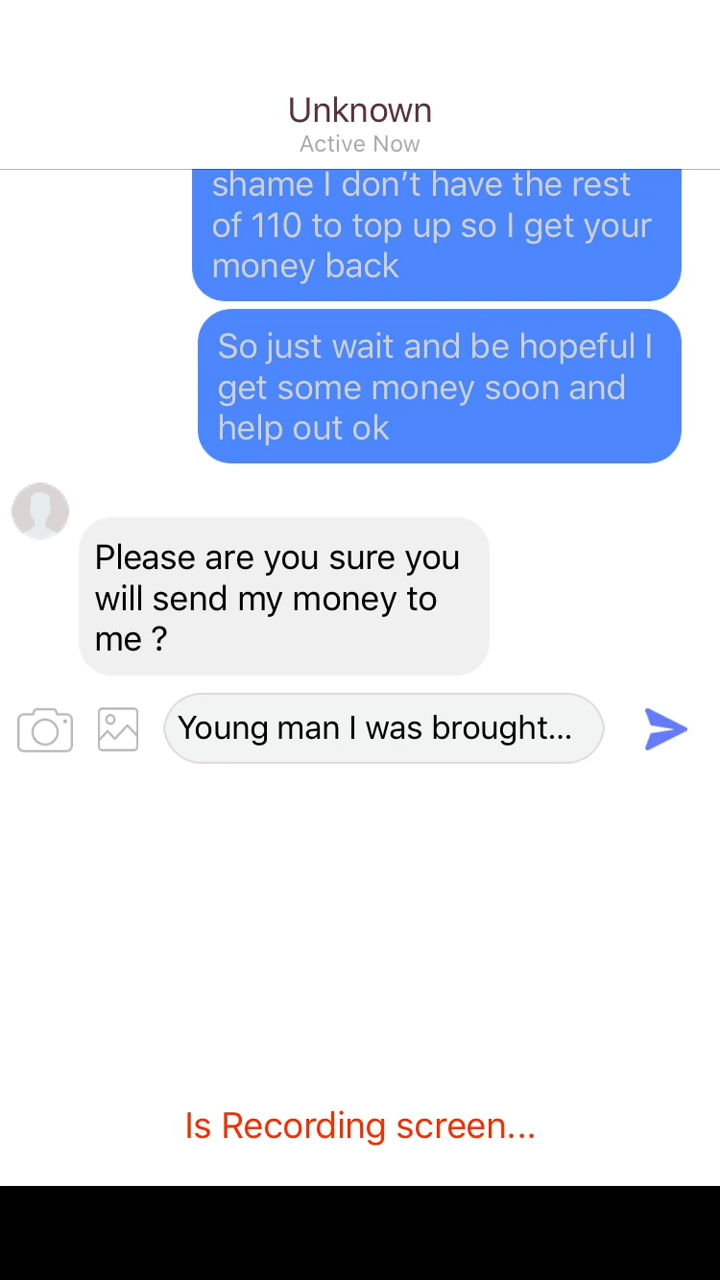 Unknown
Active Now
shame I don't have the rest
of 110 to top up so I get your
money back
So just wait and be hopeful I
get some money soon and
help out ok
Please are you sure you
will send my money to
me ?
Young man I was brought...
Is Recording screen...